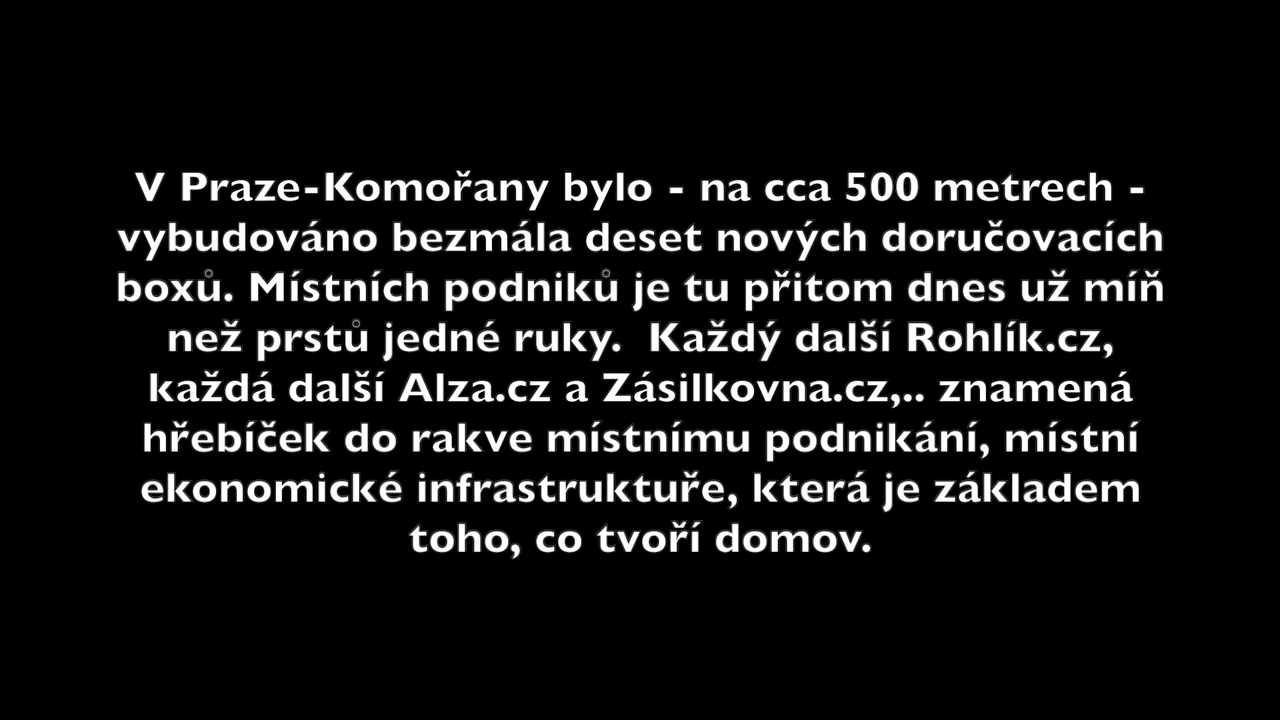 V Praze-Komořany bylo - na cca 500 metrech -
vybudováno bezmála deset nových doručovacích
boxů. Místních podniků je tu přitom dnes už míň
než prstů jedné ruky.  Každý další Rohlík.cz,
každá další Alza.cz a Zásilkovna.cz,.. znamená
hřebíček do rakve místnímu podnikání, místní
ekonomické infrastruktuře, která je základem
toho, co tvoří domov.